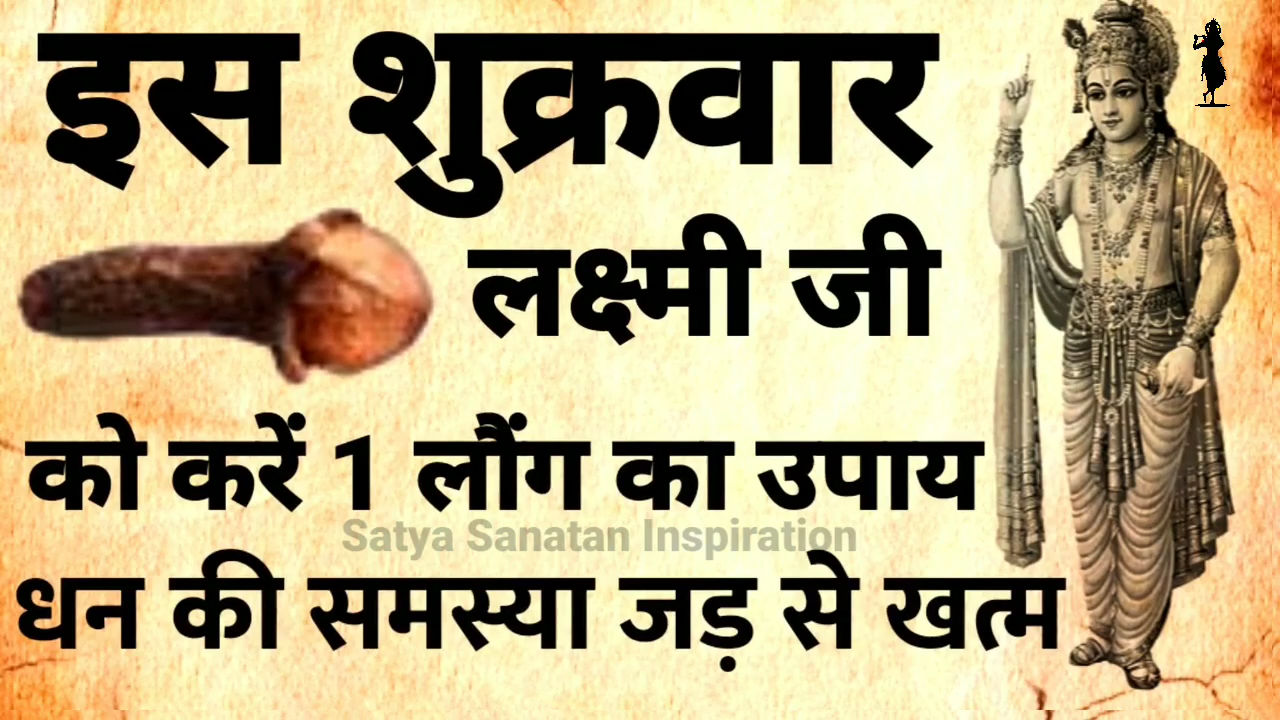 इस शुक्रवार
लक्ष्मी जी
को करें 1 लौंग का उपाय
Satya Sanatan Inspiration
धन की समस्या जड़ से खत्म